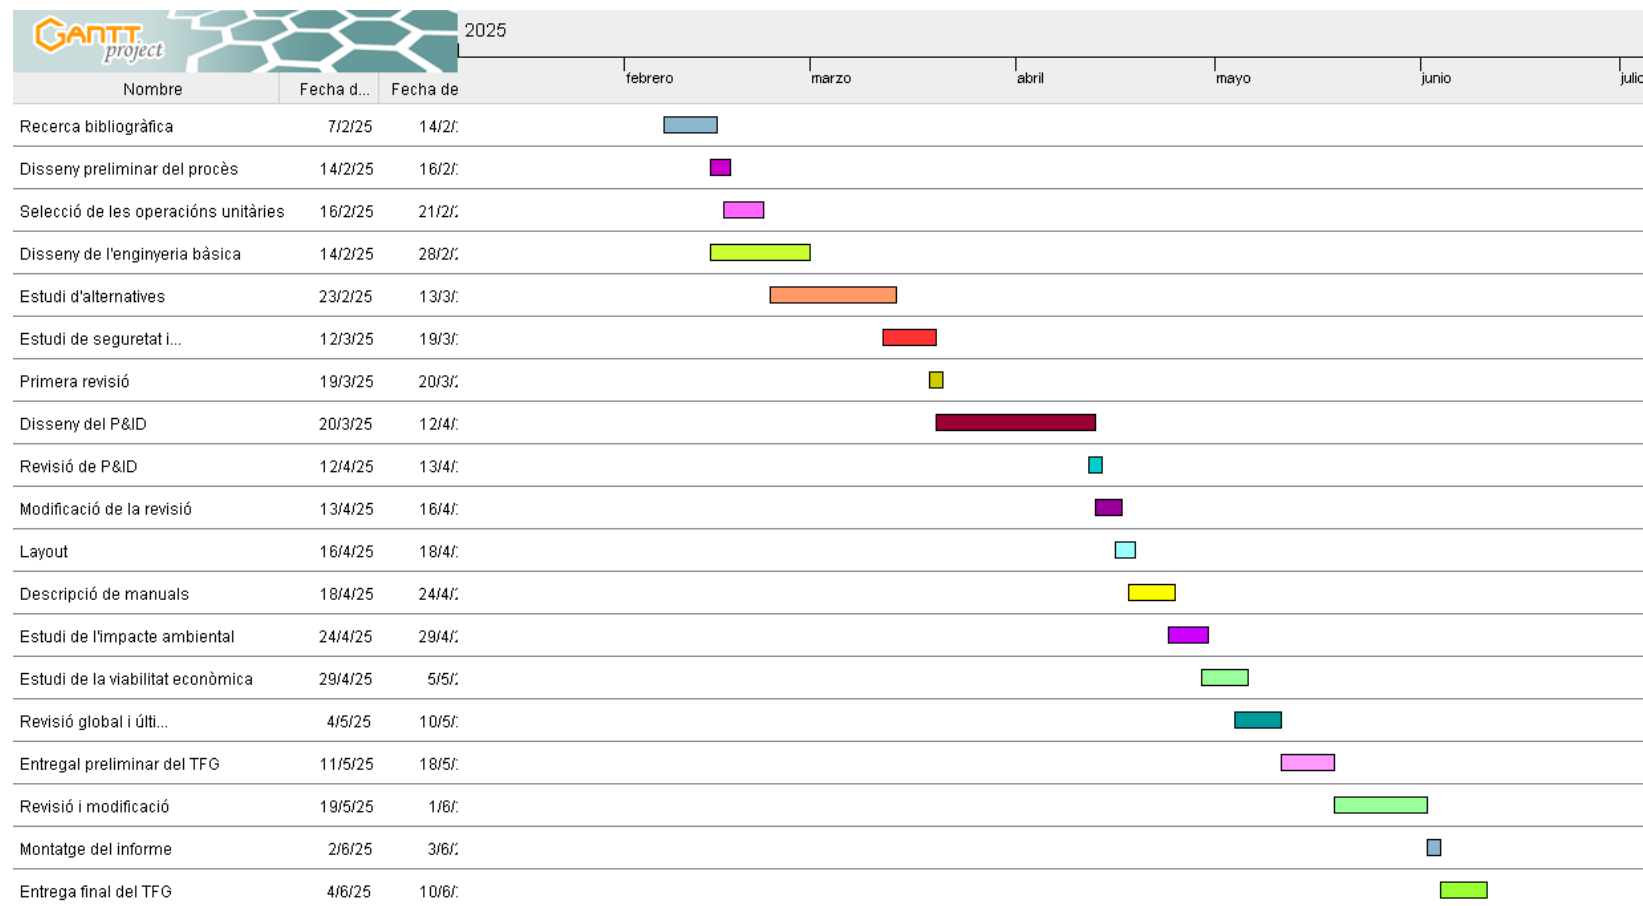 GANTT
project
2025
febrero marzo abril mayo junio julio
Nombre Fecha d... Fecha de
Recerca bibliogràfica 7/2/25 14/2/
Disseny preliminar del procès 14/2/25 16/2/
Selecció de les operacións unitàries 16/2/25 21/2/2
Disseny de l'enginyeria bàsica 14/2/25 28/2/2
Estudi d'alternatives 23/2/25 13/3/
Estudi de seguretat i... 12/3/25 19/3/
Primera revisió 19/3/25 20/3/2
Disseny del P&ID 20/3/25 12/4/
Revisió de P&ID 12/4/25 13/4/
Modificació de la revisió 13/4/25 16/4/
Layout 16/4/25 18/4/
Descripció de manuals 18/4/25 24/4/2
Estudi de l'impacte ambiental 24/4/25 29/4/2
Estudi de la viabilitat econòmica 29/4/25 5/5/2
Revisió global i últi... 4/5/25 10/5/
Entregal preliminar del TFG 11/5/25 18/5/
Revisió i modificació 19/5/25 1/6/
Montatge del informe 2/6/25 3/6/2
Entrega final del TFG 4/6/25 10/6/